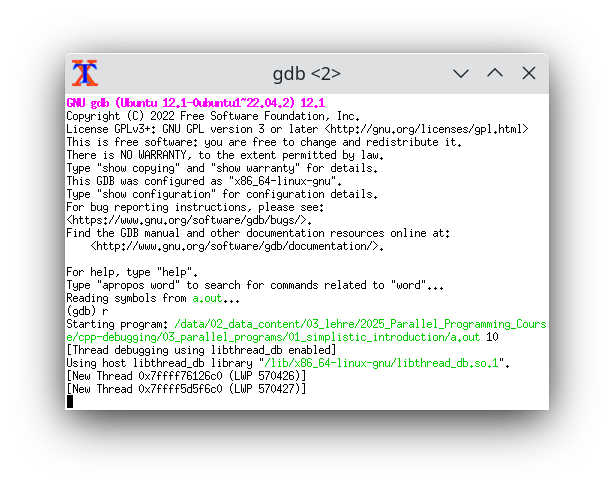 gdb <2>
GNU gdb (Ubuntu 12.1-0ubuntu1~22.04.2) 12.1
Copyright (C) 2022 Free Software Foundation, Inc.
License GPLv3+: GNU GPL version 3 or later <http://gnu.org/licenses/gpl.html>
This is free software: you are free to change and redistribute it.
There is NO WARRANTY, to the extent permitted by law.
Type "show copying" and "show warranty" for details.
This GDB was configured as "x86_64-linux-gnu".
Type "show configuration" for configuration details.
For bug reporting instructions, please see:
<https://www.gnu.org/software/gdb/bugs/>.
Find the GDB manual and other documentation resources online at:
    <http://www.gnu.org/software/gdb/documentation/>.

For help, type "help".
Type "apropos word" to search for commands related to "word"...
Reading symbols from a.out...
(gdb) r
Starting program: /data/02_data_content/03_lehre/2025_Parallel_Programming_Cour
e/cpp-debugging/03_parallel_programs/01_simplistic_introduction/a.out 10
[Thread debugging using libthread_db enabled]
Using host libthread_db library "/lib/x86_64-linux-gnu/libthread_db.so.1".
[New Thread 0x7ffff76126c0 (LWP 570426)]
[New Thread 0x7ffff5d5f6c0 (LWP 570427)]